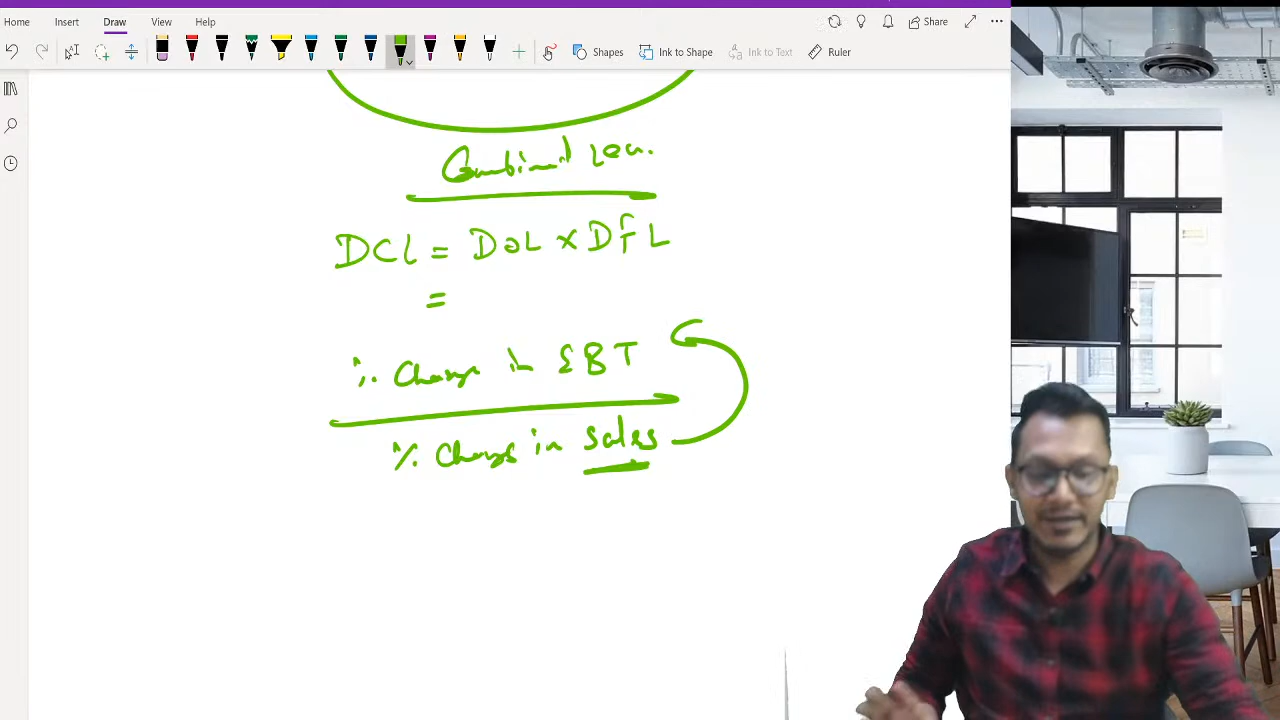 Home Insert Draw View Help Share
Shapes Ink to Shape Ink to Text Ruler
Combined Lev.
DCL = DOL × DFL
=
% Change in EBT
% Change in Sales